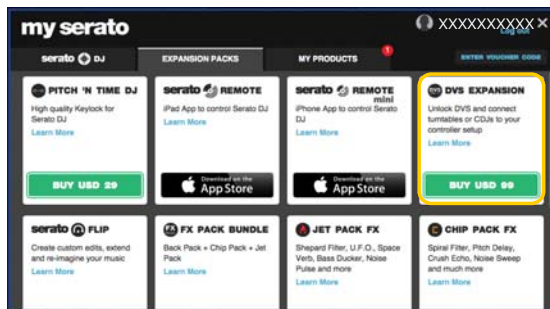 my serato
XXXXXXXXXX ×
Log out
serato DJ
EXPANSION PACKS
MY PRODUCTS
1
ENTER VOUCHER CODE
PITCH 'N TIME DJ
High quality Keylock for
Serato DJ
Learn More
BUY USD 29
serato REMOTE
iPad App to control Serato DJ
Learn More
Download on the
App Store
serato REMOTE
mini
iPhone App to control Serato
DJ
Learn More
Download on the
App Store
DVS DVS EXPANSION
Unlock DVS and connect
turntables or CDJs to your
controller setup
Learn More
BUY USD 99
serato FLIP
Create custom edits, extend
and re-imagine your music
Learn More
FX FX PACK BUNDLE
Back Pack + Chip Pack + Jet
Pack
Learn More
JET PACK FX
Shepard Filter, U.F.O., Space
Verb, Bass Ducker, Noise
Pulse and more
Learn More
CHIP PACK FX
Spiral Filter, Pitch Delay,
Crush Echo, Noise Sweep
and much more
Learn More